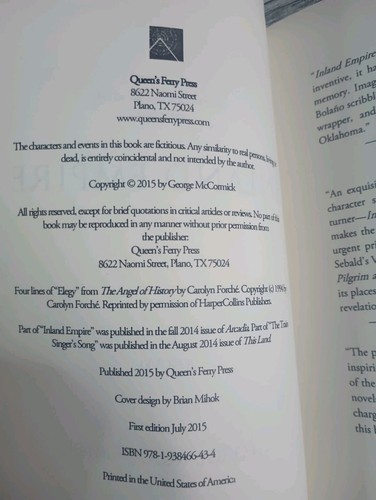 Queen's Ferry Press
8622 Naomi Street
Plano, TX 75024
www.queensferrypress.com
The characters and events in this book are fictitious. Any similarity to real persons, living or
dead, is entirely coincidental and not intended by the author.
Copyright © 2015 by George McCormick
All rights reserved, except for brief quotations in critical articles or reviews. No part of this
book may be reproduced in any manner without prior permission from
the publisher:
Queen's Ferry Press
8622 Naomi Street, Plano, TX 75024
Four lines of "Elegy" from The Angel of History by Carolyn Forché. Copyright (c) 1994 by
Carolyn Forché. Reprinted by permission of HarperCollins Publishers.
Part of "Inland Empire" was published in the fall 2014 issue of Arcadia. Part of "The Train
Singer's Song" was published in the August 2014 issue of This Land.
Published 2015 by Queen's Ferry Press
Cover design by Brian Mihok
First edition July 2015
ISBN 978-1-938466-43-4
Printed in the United States of America
"Inland Empire
inventive, it ha
memory. Imag
Bolaño scribbl
wrapper, and
Oklahoma."
"An exquisi
character s
turner—In
makes the
urgent pri
Sebald's V
Pilgrim a
its places
revelatio
"The p
inspiri
of the
novel
charg
this l